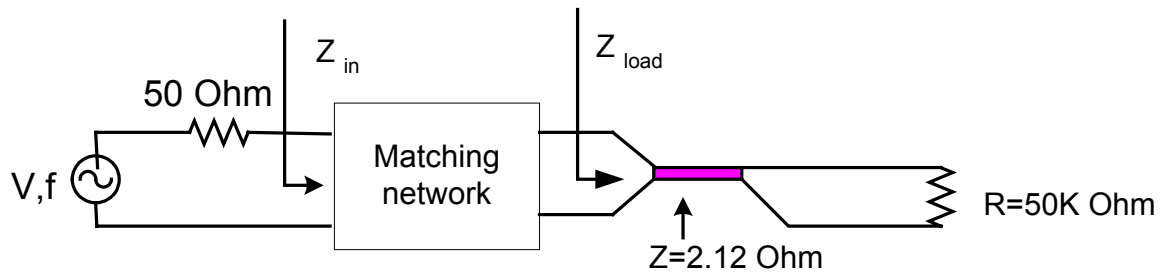 Z in
Z load
50 Ohm
V,f
Matching
network
R=50K Ohm
Z=2.12 Ohm